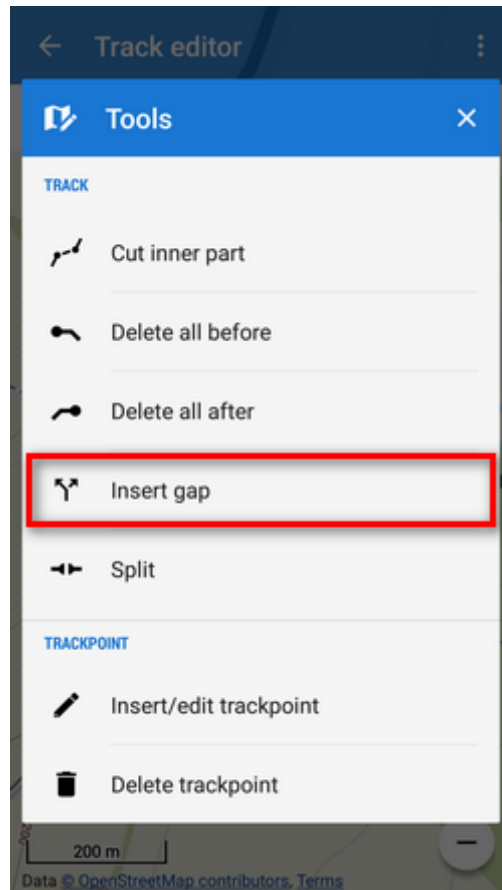 Track editor
Tools
TRACK
Cut inner part
Delete all before
Delete all after
Insert gap
Split
TRACKPOINT
Insert/edit trackpoint
Delete trackpoint
200
200 m
Data © OpenStreetMap contributors, Terms